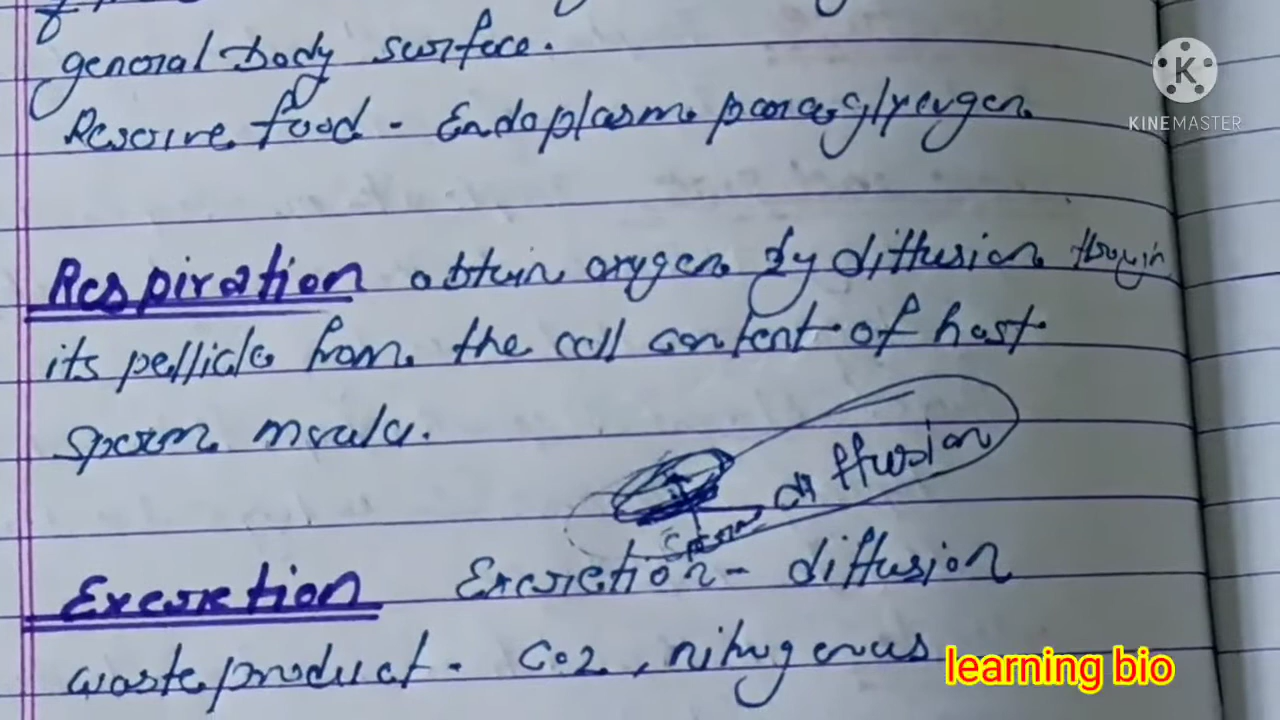 general body surface.
Reserve food - Endoplasm paraglycogen
Respiration obtain oxygen by diffusion through
its pellicle from the cell content of host
sperm morula.
diffusion
Excretion Excretion - diffusion
waste product - CO2, nitrogenous
K
KINEMASTER
learning bio